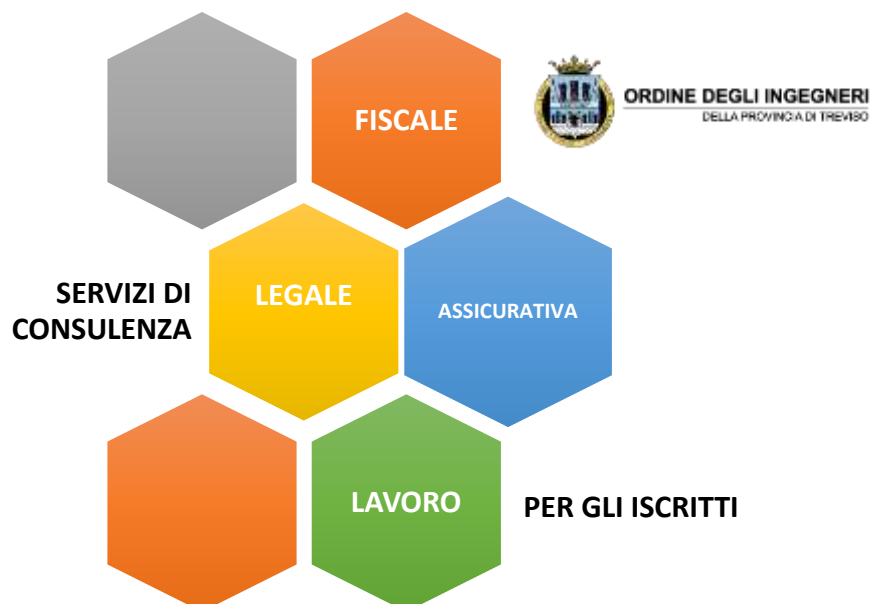 FISCALE
ORDINE DEGLI INGEGNERI
DELLA PROVINCIA DI TREVISO
SERVIZI DI
CONSULENZA
LEGALE
ASSICURATIVA
LAVORO
PER GLI ISCRITTI